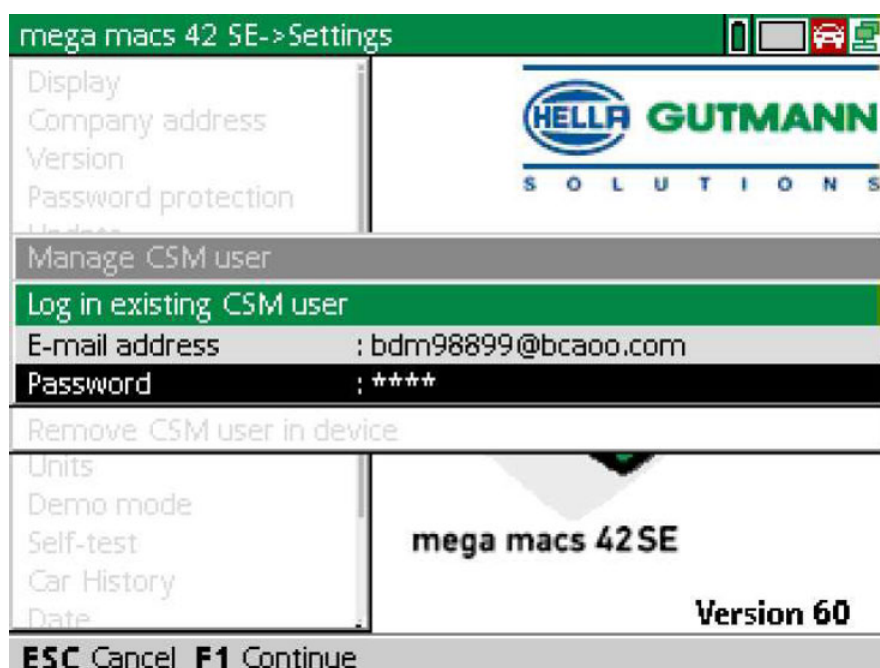 mega macs 42 SE->Settings
Display
Company address
Version
Password protection
Update
HELLA GUTMANN
SOLUTIONS
Manage CSM user
Log in existing CSM user
E-mail address : bdm98899@bcaoo.com
Password : ****
Remove CSM user in device
Units
Demo mode
Self-test
Car History
Date
mega macs 42SE
Version 60
ESC Cancel F1 Continue